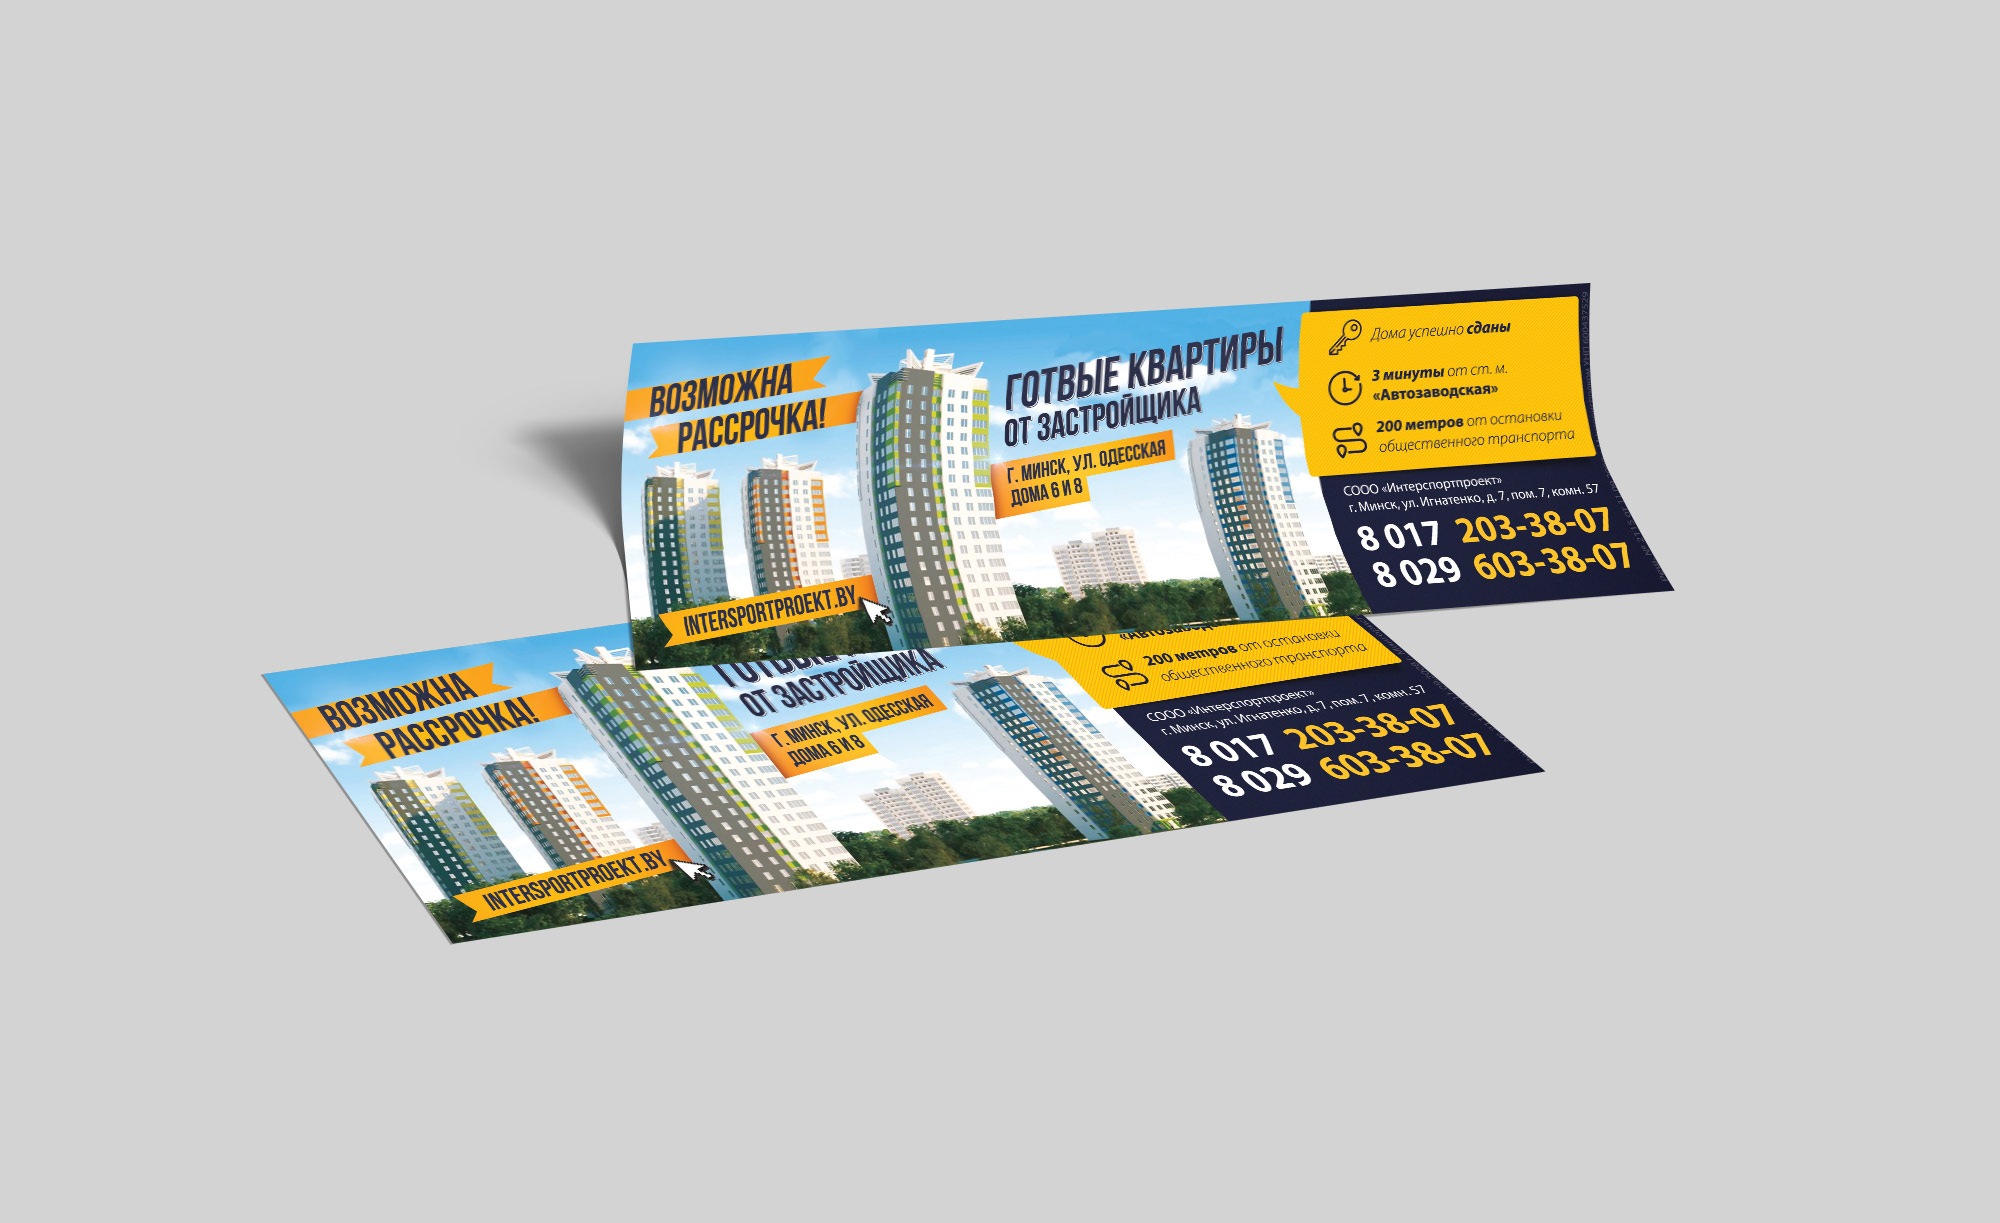 ВОЗМОЖНА
РАССРОЧКА!
INTERSPORTPROEKT.BY
ГОТВЫЕ КВАРТИРЫ
ОТ ЗАСТРОЙЩИКА
Г. МИНСК, УЛ. ОДЕССКАЯ
ДОМА 6 И 8
Дома успешно сданы
3 минуты от ст. м.
«Автозаводская»
200 метров от остановки
общественного транспорта
СООО «Интерспортпроект»
г. Минск, ул. Игнатенко, д. 7, пом. 7, комн. 57
8 017 203-38-07
8 029 603-38-07
ВОЗМОЖНА
РАССРОЧКА!
INTERSPORTPROEKT.BY
ОТ ЗАСТРОЙЩИКА
Г. МИНСК, УЛ. ОДЕССКАЯ
ДОМА 6 И 8
200 метров от остановки
общественного транспорта
СООО «Интерспортпроект»
г. Минск, ул. Игнатенко, д. 7, пом. 7, комн. 57
8 017 203-38-07
8 029 603-38-07